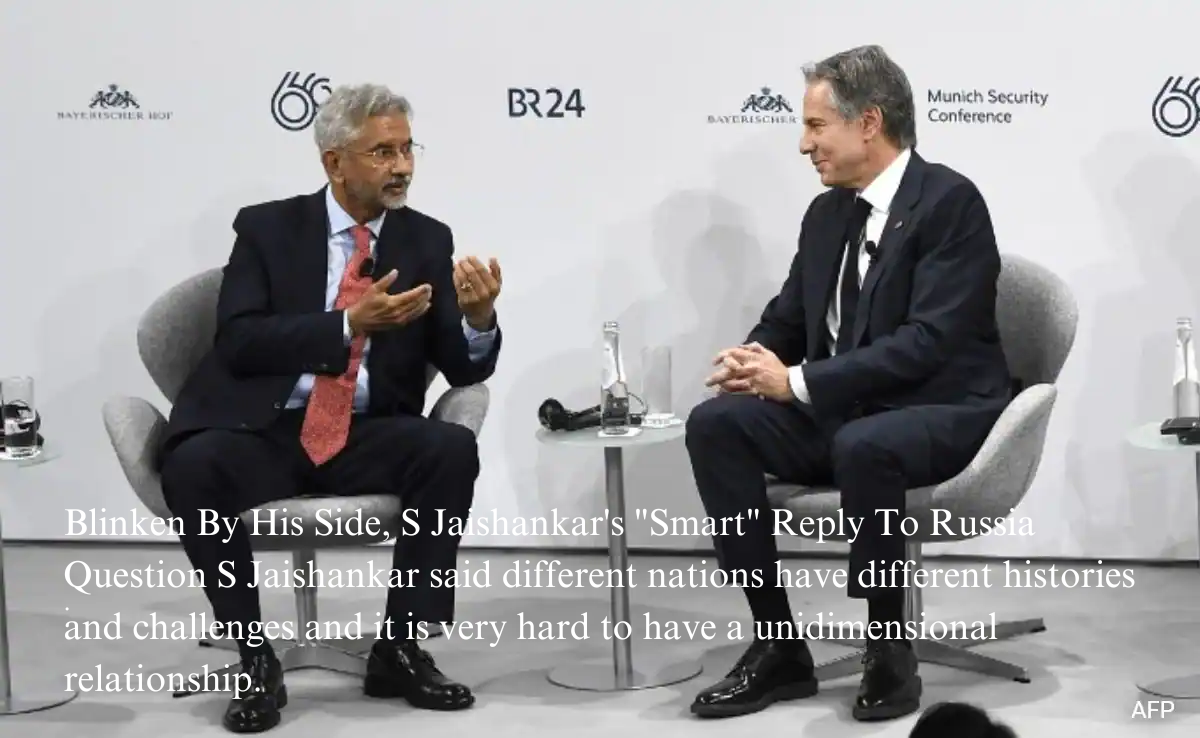 BAYERISCHER HOF
60
BR24
BAYERISCHER
Munich Security
Conference
Blinken By His Side, S Jaishankar's "Smart" Reply To Russia
Question S Jaishankar said different nations have different histories
and challenges and it is very hard to have a unidimensional
relationship.
AFP